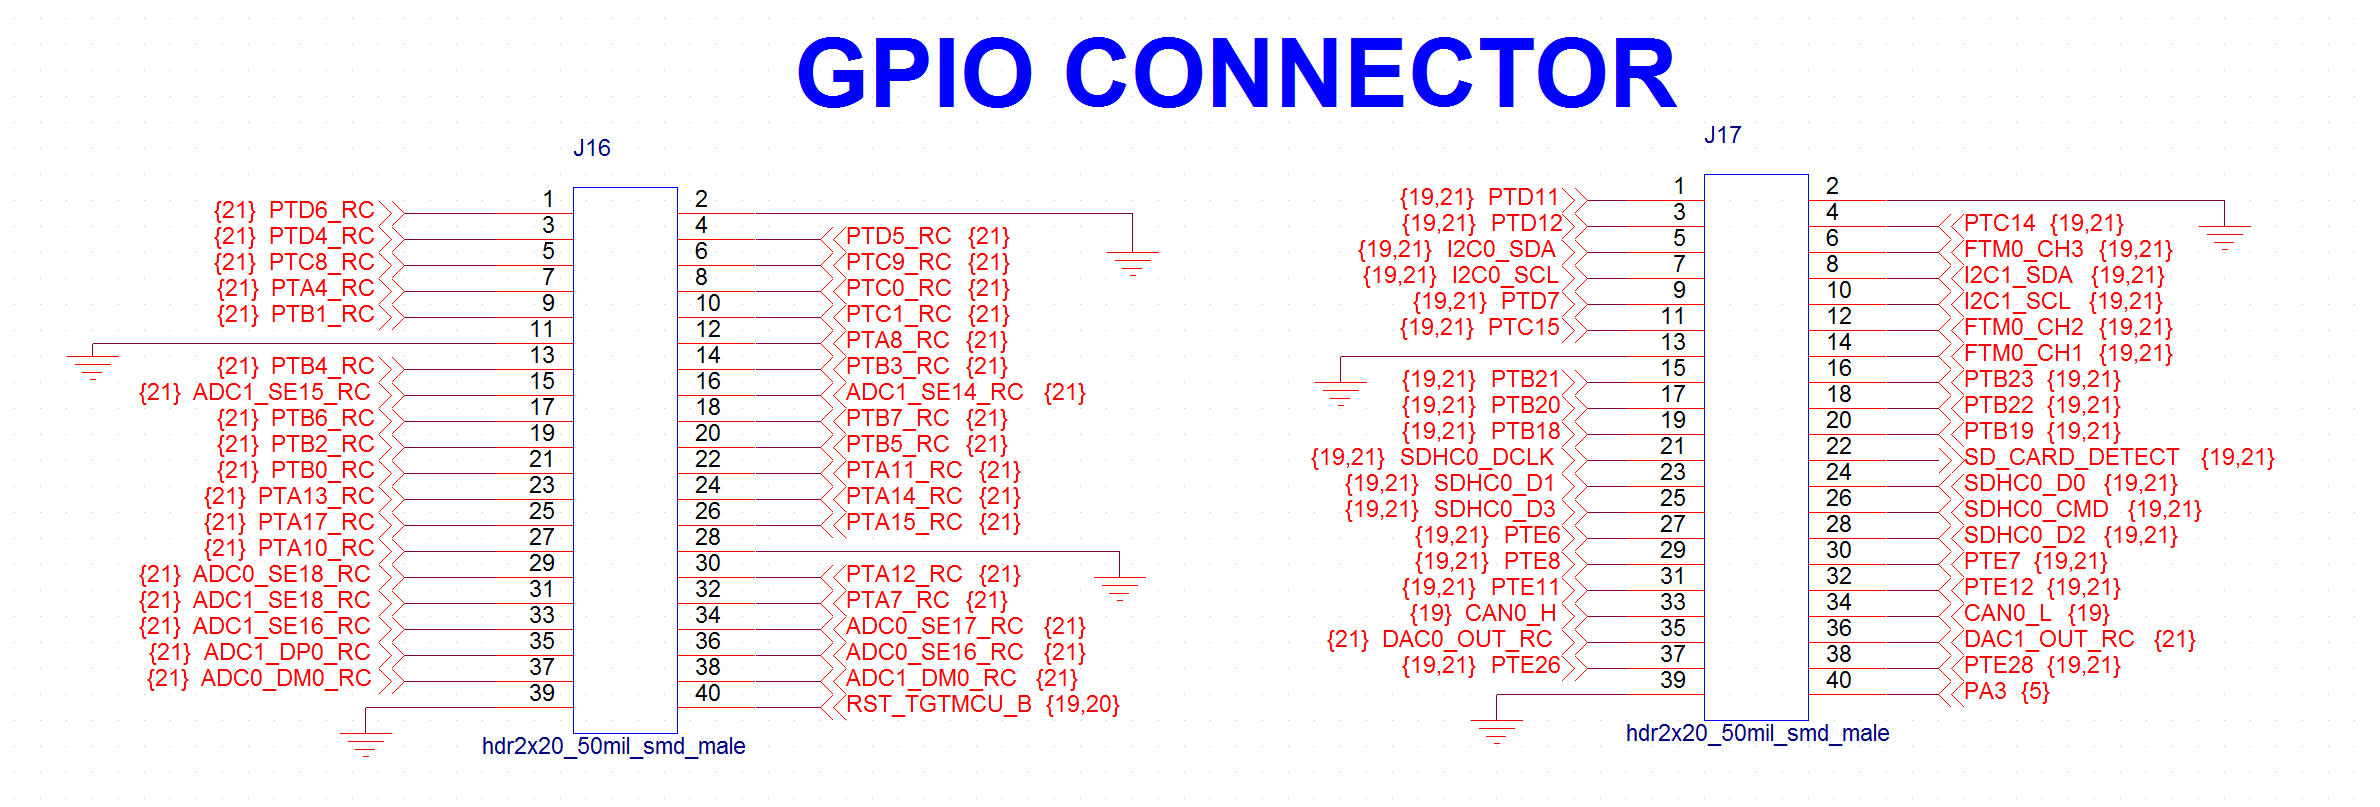 GPIO CONNECTOR
J16
1 2
{21} PTD6_RC
3 4
{21} PTD4_RC PTD5_RC {21}
5 6
{21} PTC8_RC PTC9_RC {21}
7 8
{21} PTA4_RC PTC0_RC {21}
9 10
{21} PTB1_RC PTC1_RC {21}
11 12
PTA8_RC {21}
13 14
{21} PTB4_RC PTB3_RC {21}
15 16
{21} ADC1_SE15_RC ADC1_SE14_RC {21}
17 18
{21} PTB6_RC PTB7_RC {21}
19 20
{21} PTB2_RC PTB5_RC {21}
21 22
{21} PTB0_RC PTA11_RC {21}
23 24
{21} PTA13_RC PTA14_RC {21}
25 26
{21} PTA17_RC PTA15_RC {21}
27 28
{21} PTA10_RC
29 30
{21} ADC0_SE18_RC PTA12_RC {21}
31 32
{21} ADC1_SE18_RC PTA7_RC {21}
33 34
{21} ADC1_SE16_RC ADC0_SE17_RC {21}
35 36
{21} ADC1_DP0_RC ADC0_SE16_RC {21}
37 38
{21} ADC0_DM0_RC ADC1_DM0_RC {21}
39 40
RST_TGTMCU_B {19,20}
hdr2x20_50mil_smd_male
J17
1 2
{19,21} PTD11
3 4
{19,21} PTD12 PTC14 {19,21}
5 6
{19,21} I2C0_SDA FTM0_CH3 {19,21}
7 8
{19,21} I2C0_SCL I2C1_SDA {19,21}
9 10
{19,21} PTD7 I2C1_SCL {19,21}
11 12
{19,21} PTC15 FTM0_CH2 {19,21}
13 14
FTM0_CH1 {19,21}
15 16
{19,21} PTB21 PTB23 {19,21}
17 18
{19,21} PTB20 PTB22 {19,21}
19 20
{19,21} PTB18 PTB19 {19,21}
21 22
{19,21} SDHC0_DCLK SD_CARD_DETECT {19,21}
23 24
{19,21} SDHC0_D1 SDHC0_D0 {19,21}
25 26
{19,21} SDHC0_D3 SDHC0_CMD {19,21}
27 28
{19,21} PTE6 SDHC0_D2 {19,21}
29 30
{19,21} PTE8 PTE7 {19,21}
31 32
{19,21} PTE11 PTE12 {19,21}
33 34
{19} CAN0_H CAN0_L {19}
35 36
{21} DAC0_OUT_RC DAC1_OUT_RC {21}
37 38
{19,21} PTE26 PTE28 {19,21}
39 40
PA3 {5}
hdr2x20_50mil_smd_male